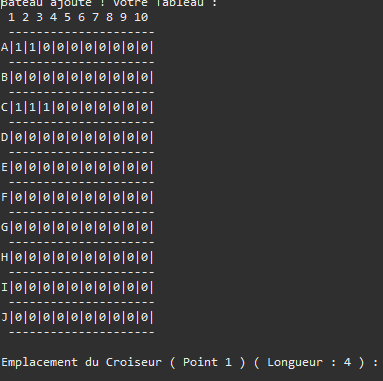 Bateau ajoute ! Votre Tableau :
1 2 3 4 5 6 7 8 9 10
---------------------
A|1|1|0|0|0|0|0|0|0|0|
---------------------
B|0|0|0|0|0|0|0|0|0|0|
---------------------
C|1|1|1|0|0|0|0|0|0|0|
---------------------
D|0|0|0|0|0|0|0|0|0|0|
---------------------
E|0|0|0|0|0|0|0|0|0|0|
---------------------
F|0|0|0|0|0|0|0|0|0|0|
---------------------
G|0|0|0|0|0|0|0|0|0|0|
---------------------
H|0|0|0|0|0|0|0|0|0|0|
---------------------
I|0|0|0|0|0|0|0|0|0|0|
---------------------
J|0|0|0|0|0|0|0|0|0|0|
---------------------
Emplacement du Croiseur ( Point 1 ) ( Longueur : 4 ) :